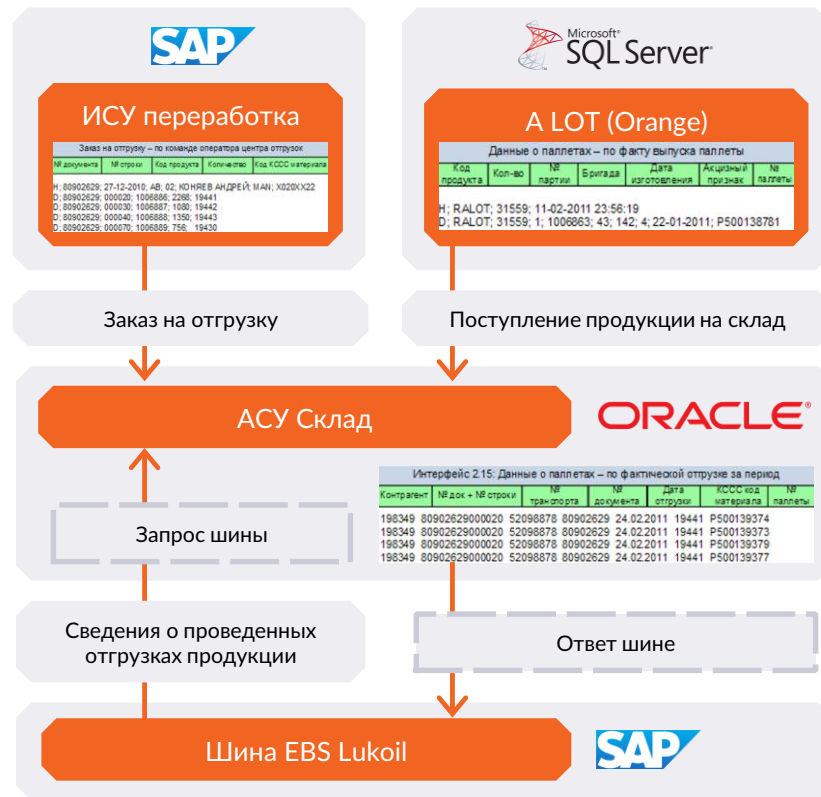 SAP
Microsoft®
SQL Server®
ИСУ переработка
Заказ на отгрузку – по команде оператора центра отгрузок
№ документа № строки Код продукта Количество Код КССС материала
H; 80902629; 27-12-2010; AB; 02; КОНЯЕВ АНДРЕЙ; MAN; X020XX22
D; 80902629; 000020; 1006886; 2268; 19441
D; 80902629; 000030; 1006887; 1080; 19442
D; 80902629; 000040; 1006888; 1350; 19443
D; 80902629; 000070; 1006889; 756; 19430
A LOT (Orange)
Данные о паллетах – по факту выпуска паллеты
Код продукта Кол-во № партии Бригада Дата изготовления Акцизный признак № паллеты
H; RALOT; 31559; 11-02-2011 23:56:19
D; RALOT; 31559; 1; 1006863; 43; 142; 4; 22-01-2011; P500138781
Заказ на отгрузку
Поступление продукции на склад
АСУ Склад
ORACLE®
Интерфейс 2.15: Данные о паллетах – по фактической отгрузке за период
Контрагент № док + № строки № транспорта № документа Дата отгрузки КССС код материала № паллеты
198349 80902629000020 52098878 80902629 24.02.2011 19441 P500139374
198349 80902629000020 52098878 80902629 24.02.2011 19441 P500139373
198349 80902629000020 52098878 80902629 24.02.2011 19441 P500139379
198349 80902629000020 52098878 80902629 24.02.2011 19441 P500139377
Запрос шины
Сведения о проведенных
отгрузках продукции
Ответ шине
Шина EBS Lukoil
SAP